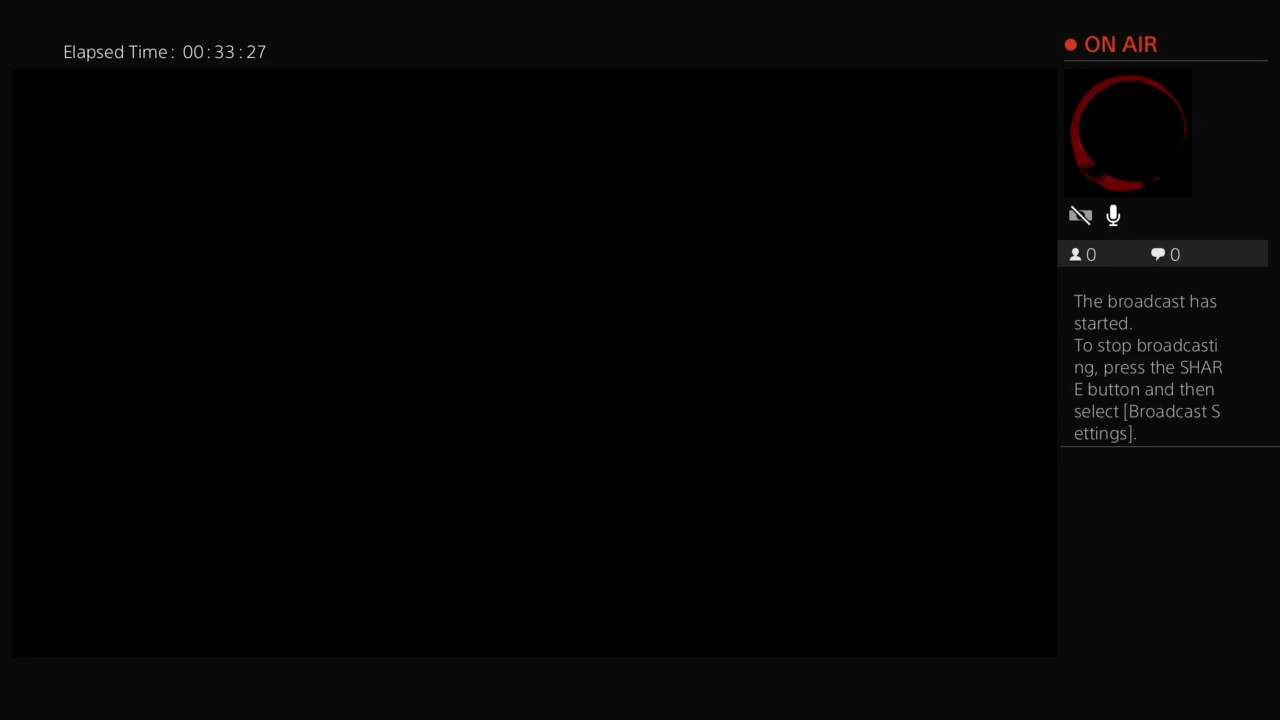 Elapsed Time: 00:33:27
ON AIR
0 0
The broadcast has
started.
To stop broadcasti
ng, press the SHAR
E button and then
select [Broadcast S
ettings].